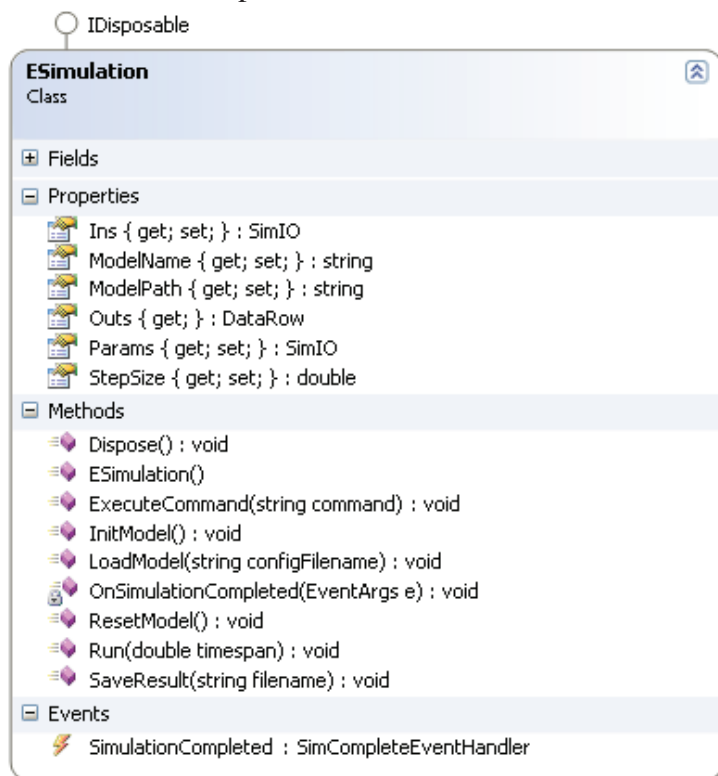 IDisposable
ESimulation
Class
Fields
Properties
Ins { get; set; } : SimIO
ModelName { get; set; } : string
ModelPath { get; set; } : string
Outs { get; } : DataRow
Params { get; set; } : SimIO
StepSize { get; set; } : double
Methods
Dispose() : void
ESimulation()
ExecuteCommand(string command) : void
InitModel() : void
LoadModel(string configFilename) : void
OnSimulationCompleted(EventArgs e) : void
ResetModel() : void
Run(double timespan) : void
SaveResult(string filename) : void
Events
SimulationCompleted : SimCompleteEventHandler